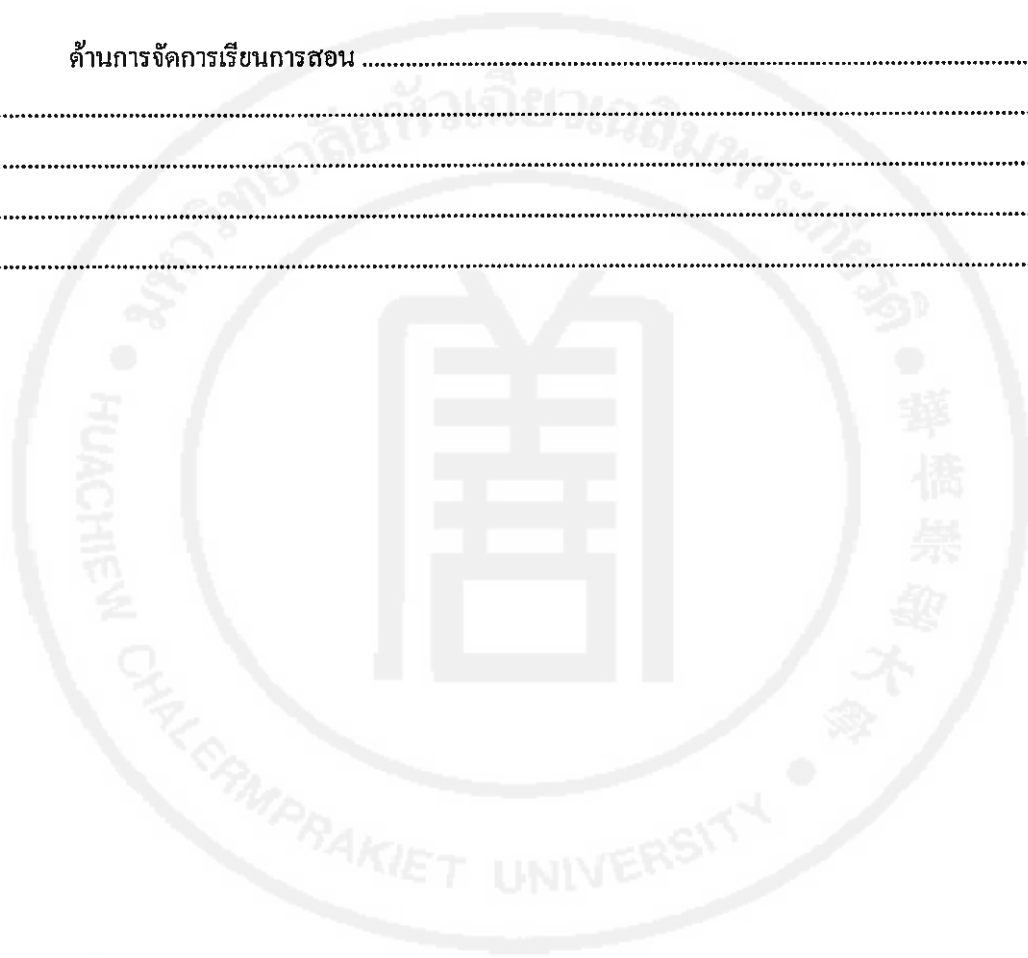 ด้านการจัดการเรียนการสอน ........................................................................
................................................................................................
................................................................................................
................................................................................................
................................................................................................
มหาวิทยาลัยหัวเฉียวเฉลิมพระเกียรติ
華僑崇聖大學
HUACHIEW CHALERMPRAKIET UNIVERSITY